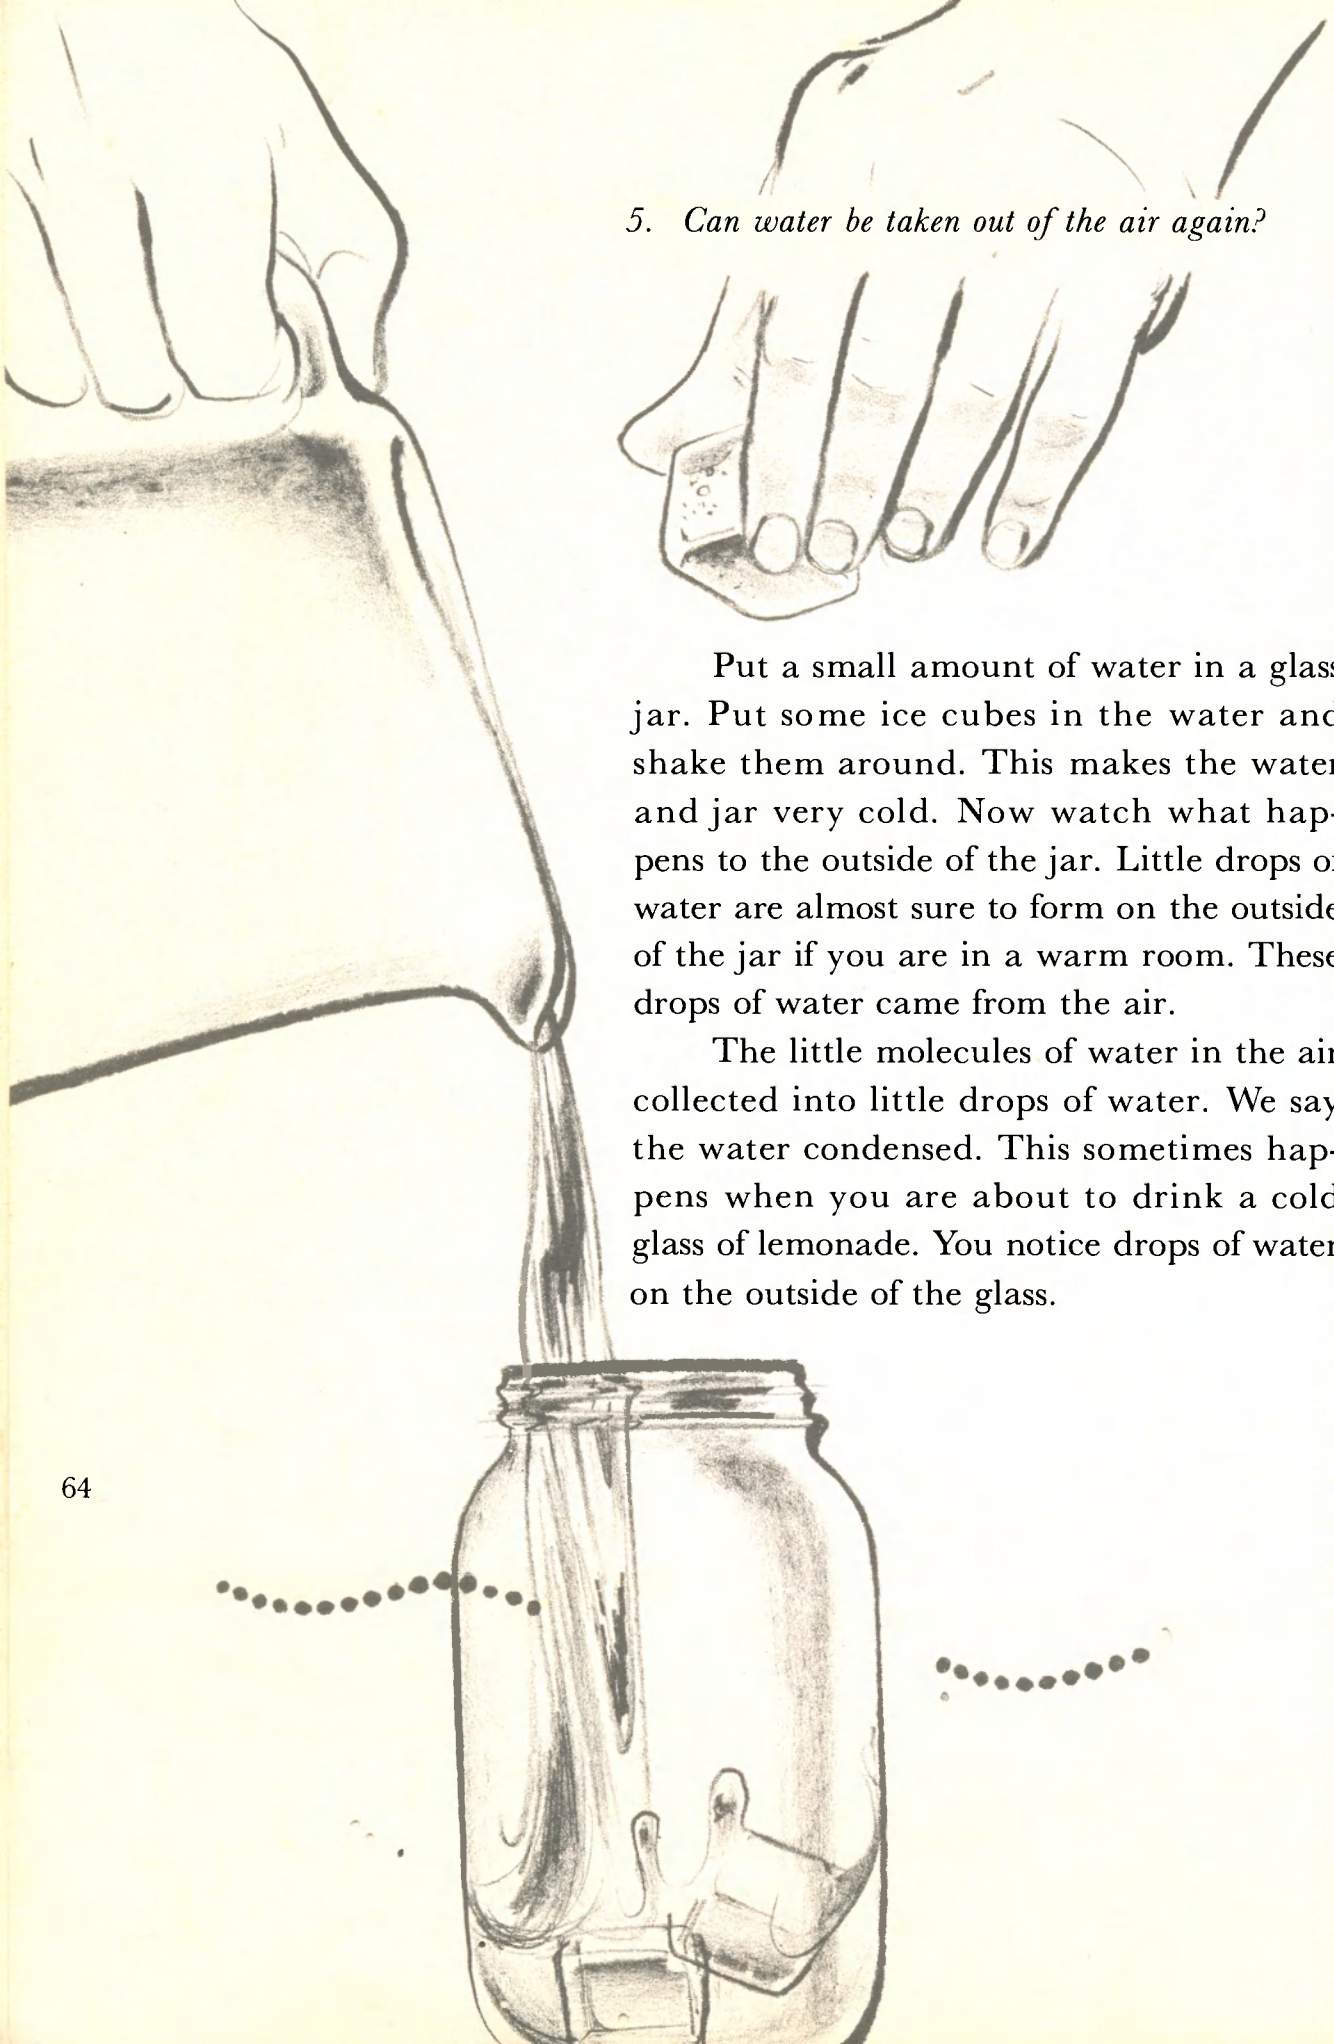 5. Can water be taken out of the air again?
Put a small amount of water in a glass
jar. Put some ice cubes in the water and
shake them around. This makes the water
and jar very cold. Now watch what hap-
pens to the outside of the jar. Little drops of
water are almost sure to form on the outside
of the jar if you are in a warm room. These
drops of water came from the air.
The little molecules of water in the air
collected into little drops of water. We say
the water condensed. This sometimes hap-
pens when you are about to drink a cold
glass of lemonade. You notice drops of water
on the outside of the glass.
64